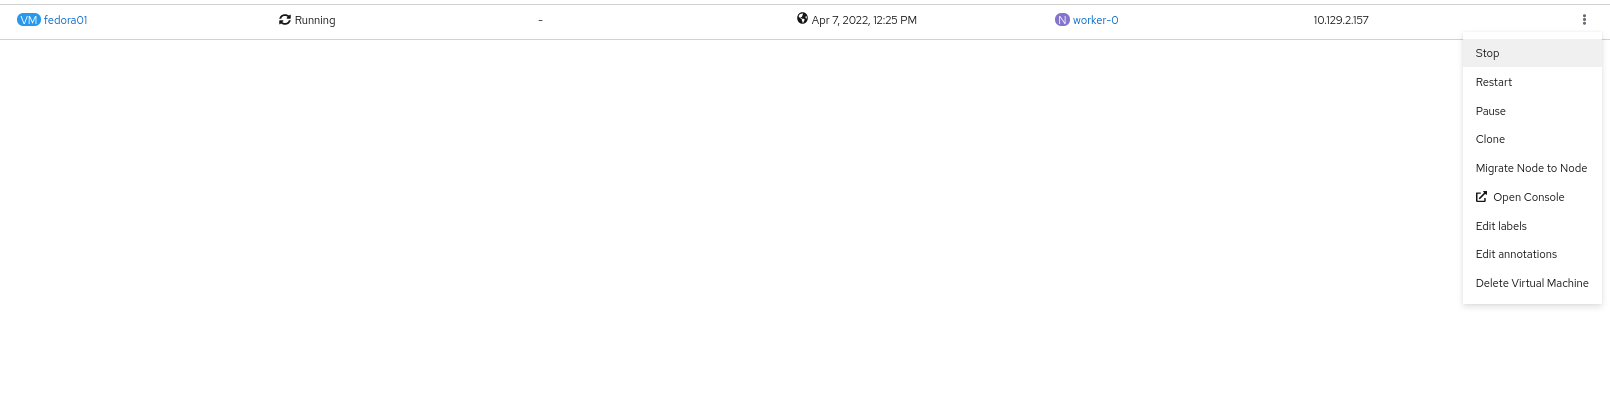 VM fedora01 Running - Apr 7, 2022, 12:25 PM N worker-0 10.129.2.157
Stop
Restart
Pause
Clone
Migrate Node to Node
Open Console
Edit labels
Edit annotations
Delete Virtual Machine